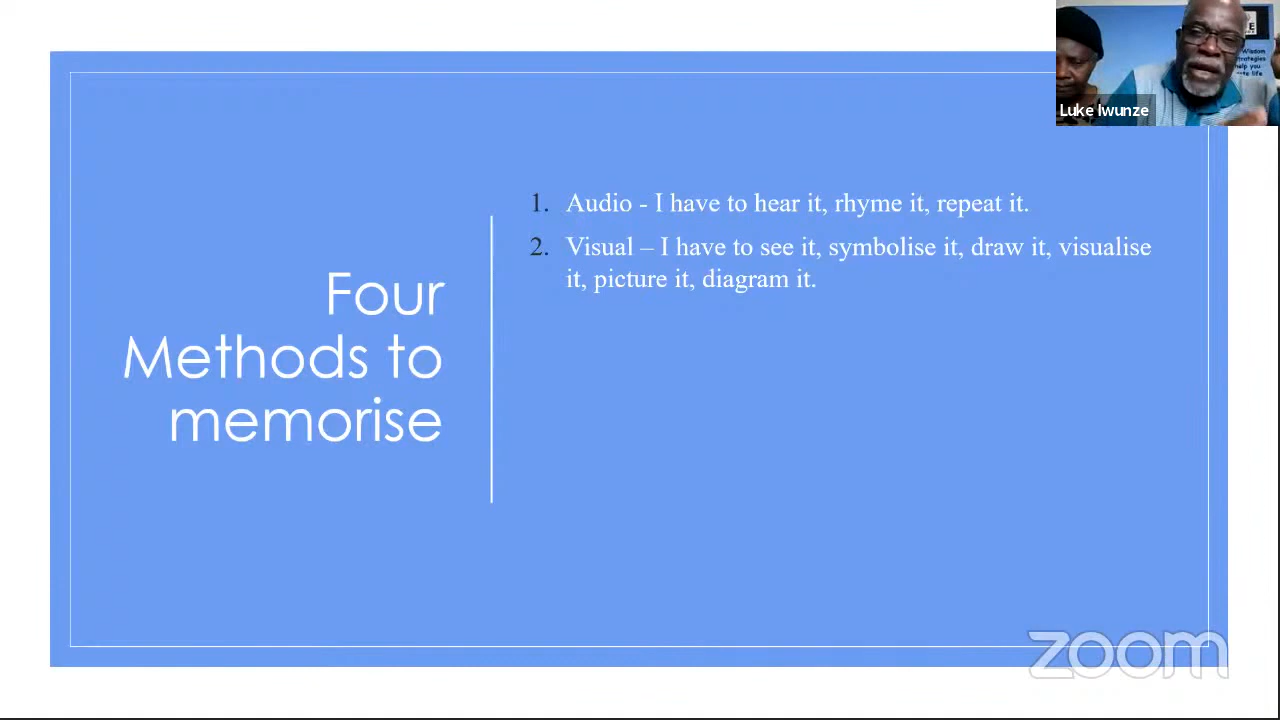 Four
Methods to
memorise
1. Audio - I have to hear it, rhyme it, repeat it.
2. Visual – I have to see it, symbolise it, draw it, visualise
it, picture it, diagram it.
Luke Iwunze
Wisdom
zoom